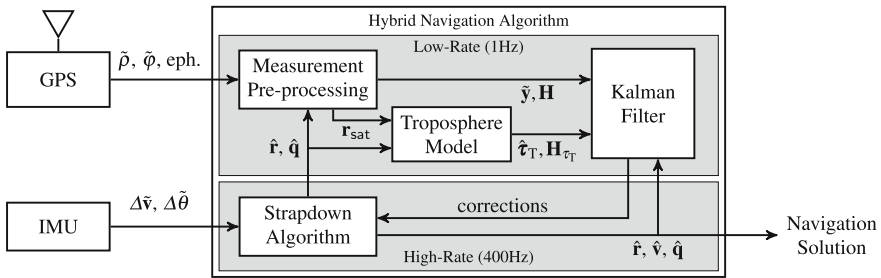 Hybrid Navigation Algorithm
Low-Rate (1Hz)
GPS
ρ̃, φ̃, eph.
Measurement
Pre-processing
ỹ, H
Kalman
Filter
r_sat
Troposphere
Model
τ̂_T, H_τ_T
r̂, q̂
IMU
Δṽ, Δθ̃
Strapdown
Algorithm
corrections
r̂, v̂, q̂
Navigation
Solution
High-Rate (400Hz)